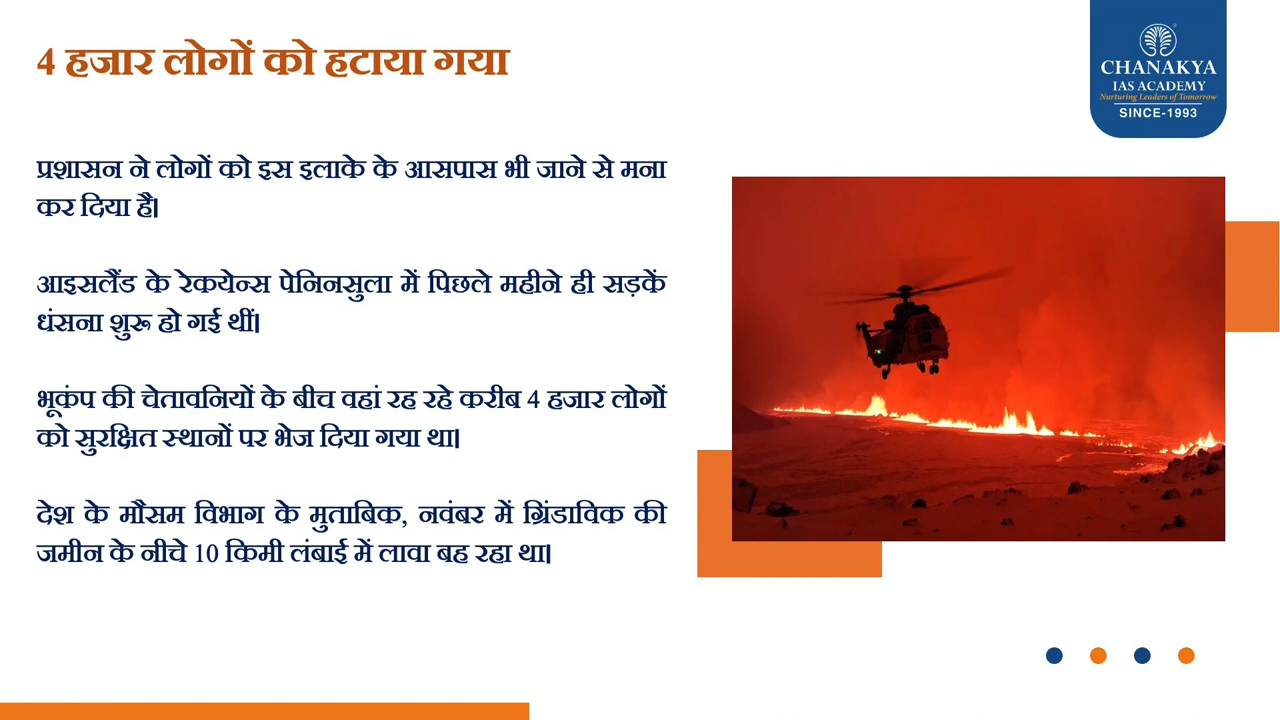 4 हजार लोगों को हटाया गया
CHANAKYA
IAS ACADEMY
Nurturing Leaders of Tomorrow
SINCE-1993
प्रशासन ने लोगों को इस इलाके के आसपास भी जाने से मना
कर दिया है।
आइसलैंड के रेकयेन्स पेनिनसुला में पिछले महीने ही सड़कें
धंसना शुरू हो गई थीं।
भूकंप की चेतावनियों के बीच वहां रह रहे करीब 4 हजार लोगों
को सुरक्षित स्थानों पर भेज दिया गया था।
देश के मौसम विभाग के मुताबिक, नवंबर में ग्रिंडाविक की
जमीन के नीचे 10 किमी लंबाई में लावा बह रहा था।